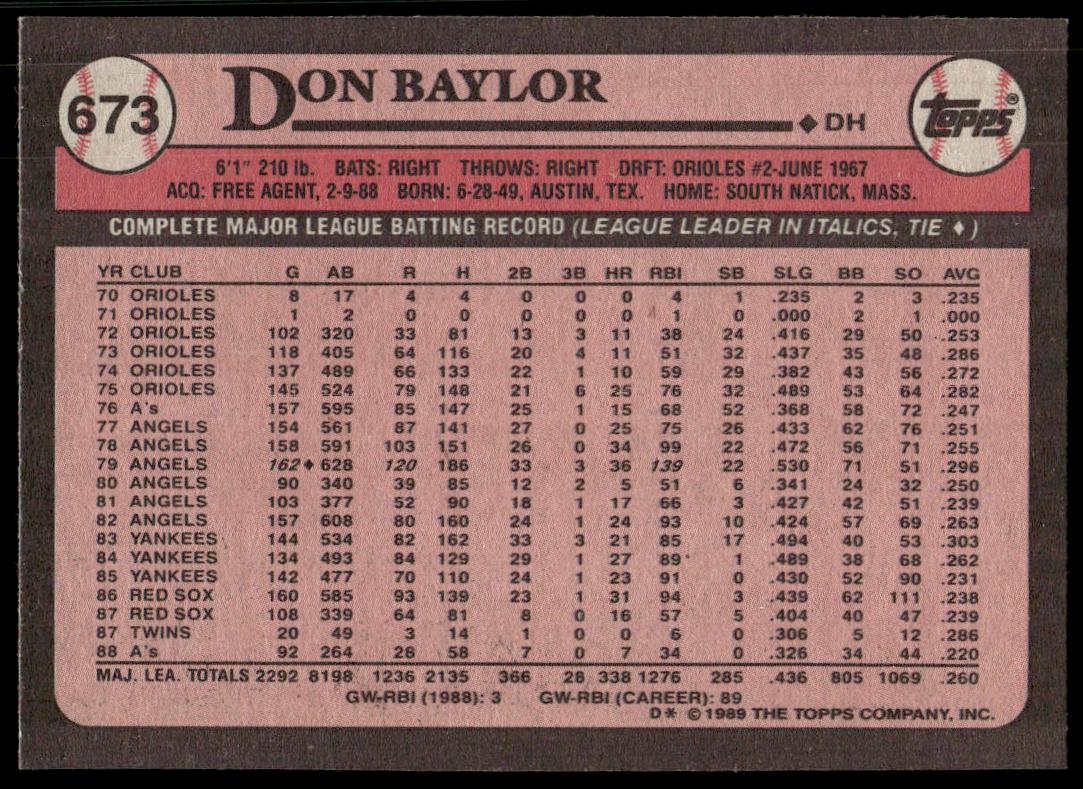 673
DON BAYLOR
♦ DH
TOPPS®
6'1" 210 lb. BATS: RIGHT THROWS: RIGHT DRFT: ORIOLES #2-JUNE 1967
ACQ: FREE AGENT, 2-9-88 BORN: 6-28-49, AUSTIN, TEX. HOME: SOUTH NATICK, MASS.
COMPLETE MAJOR LEAGUE BATTING RECORD (LEAGUE LEADER IN ITALICS, TIE ♦)
YR CLUB G AB R H 2B 3B HR RBI SB SLG BB SO AVG
70 ORIOLES 8 17 4 4 0 0 0 4 1 .235 2 3 .235
71 ORIOLES 1 2 0 0 0 0 0 1 0 .000 2 1 .000
72 ORIOLES 102 320 33 81 13 3 11 38 24 .416 29 50 .253
73 ORIOLES 118 405 64 116 20 4 11 51 32 .437 35 48 .286
74 ORIOLES 137 489 66 133 22 1 10 59 29 .382 43 56 .272
75 ORIOLES 145 524 79 148 21 6 25 76 32 .489 53 64 .282
76 A's 157 595 85 147 25 1 15 68 52 .368 58 72 .247
77 ANGELS 154 561 87 141 27 0 25 75 26 .433 62 76 .251
78 ANGELS 158 591 103 151 26 0 34 99 22 .472 56 71 .255
79 ANGELS 162♦ 628 120 186 33 3 36 139 22 .530 71 51 .296
80 ANGELS 90 340 39 85 12 2 5 51 6 .341 24 32 .250
81 ANGELS 103 377 52 90 18 1 17 66 3 .427 42 51 .239
82 ANGELS 157 608 80 160 24 1 24 93 10 .424 57 69 .263
83 YANKEES 144 534 82 162 33 3 21 85 17 .494 40 53 .303
84 YANKEES 134 493 84 129 29 1 27 89 1 .489 38 68 .262
85 YANKEES 142 477 70 110 24 1 23 91 0 .430 52 90 .231
86 RED SOX 160 585 93 139 23 1 31 94 3 .439 62 111 .238
87 RED SOX 108 339 64 81 8 0 16 57 5 .404 40 47 .239
87 TWINS 20 49 3 14 1 0 0 6 0 .306 5 12 .286
88 A's 92 264 28 58 7 0 7 34 0 .326 34 44 .220
MAJ. LEA. TOTALS 2292 8198 1236 2135 366 28 338 1276 285 .436 805 1069 .260
GW-RBI (1988): 3 GW-RBI (CAREER): 89
D* ©1989 THE TOPPS COMPANY, INC.